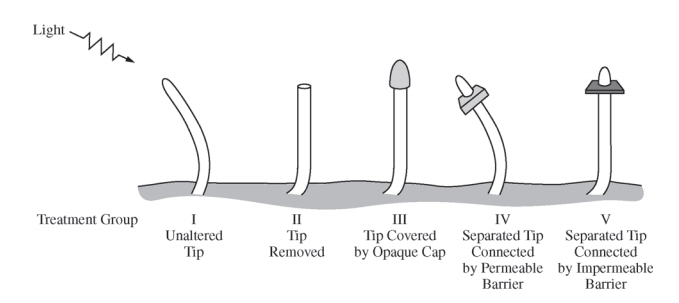 Light
Treatment Group
I
Unaltered
Tip
II
Tip
Removed
III
Tip Covered
by Opaque Cap
IV
Separated Tip
Connected
by Permeable
Barrier
V
Separated Tip
Connected
by Impermeable
Barrier